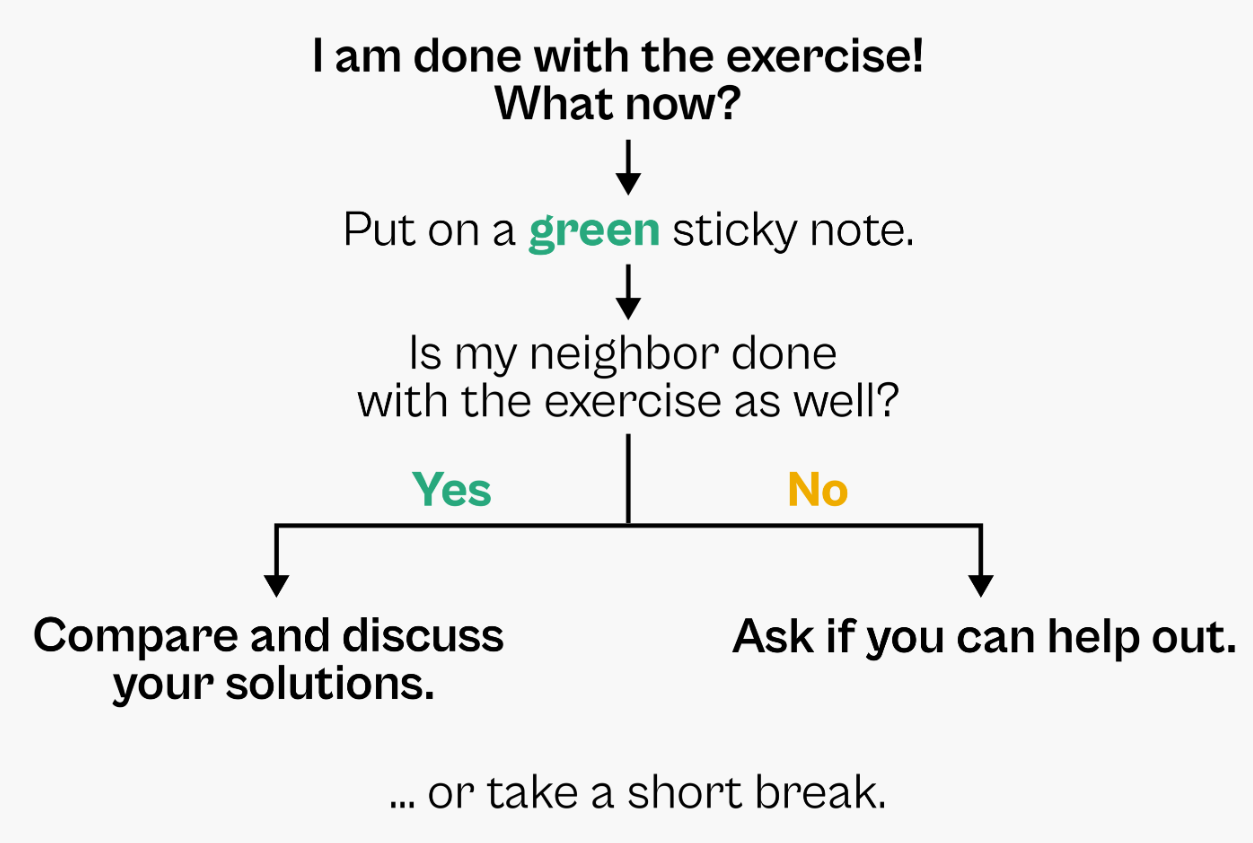 I am done with the exercise!
What now?
Put on a green sticky note.
Is my neighbor done
with the exercise as well?
Yes
No
Compare and discuss
your solutions.
Ask if you can help out.
... or take a short break.